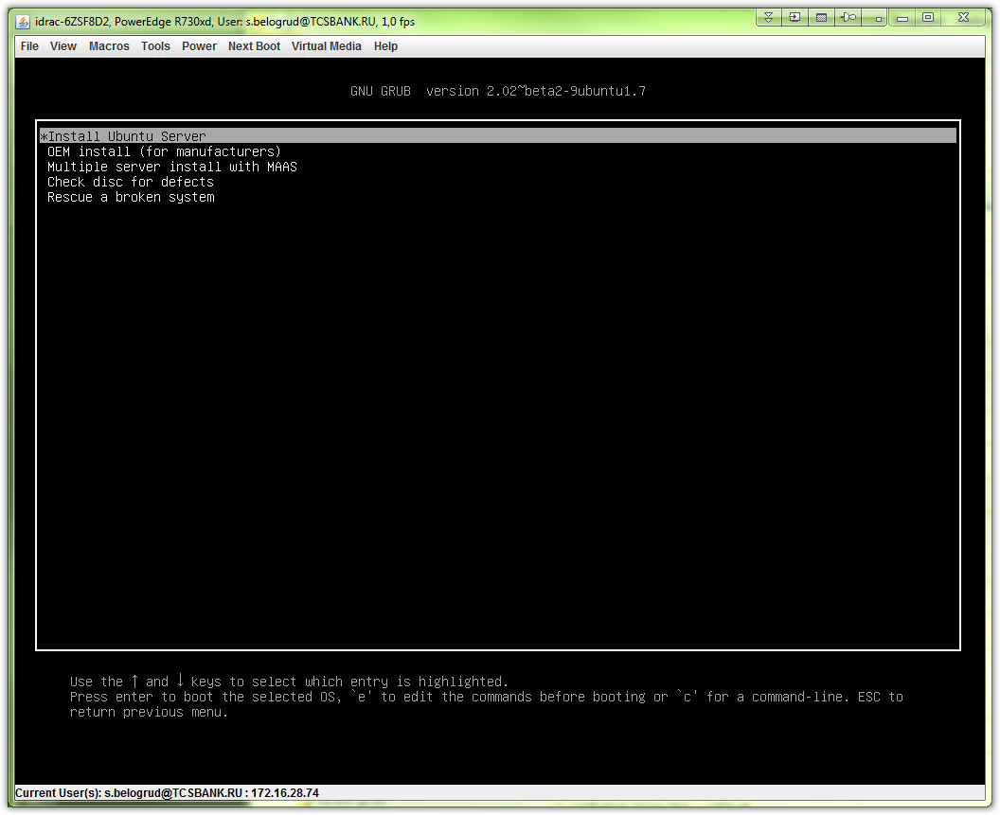 idrac-6ZSF8D2, PowerEdge R730xd, User: s.belogrud@TCSBANK.RU, 1,0 fps
File View Macros Tools Power Next Boot Virtual Media Help
GNU GRUB version 2.02~beta2-9ubuntu1.7
*Install Ubuntu Server
OEM install (for manufacturers)
Multiple server install with MAAS
Check disc for defects
Rescue a broken system
Use the ↑ and ↓ keys to select which entry is highlighted.
Press enter to boot the selected OS, `e' to edit the commands before booting or `c' for a command-line. ESC to
return previous menu.
Current User(s): s.belogrud@TCSBANK.RU : 172.16.28.74